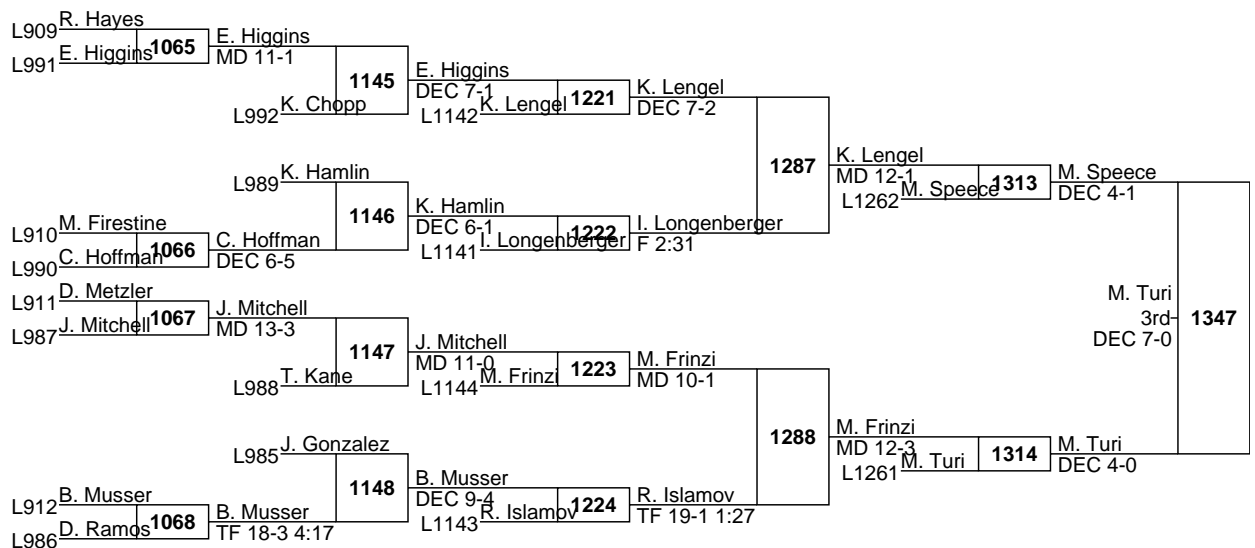 R. Hayes
L909
1065
E. Higgins
L991
E. Higgins
MD 11-1
1145
K. Chopp
L992
E. Higgins
DEC 7-1
K. Lengel
L1142
1221
K. Lengel
DEC 7-2
K. Hamlin
L989
1146
M. Firestine
L910
1066
C. Hoffman
L990
C. Hoffman
DEC 6-5
K. Hamlin
DEC 6-1
I. Longenberger
L1141
1222
I. Longenberger
F 2:31
1287
K. Lengel
MD 12-1
M. Speece
L1262
1313
M. Speece
DEC 4-1
D. Metzler
L911
1067
J. Mitchell
L987
J. Mitchell
MD 13-3
1147
T. Kane
L988
J. Mitchell
MD 11-0
M. Frinzi
L1144
1223
M. Frinzi
MD 10-1
J. Gonzalez
L985
1148
B. Musser
L912
1068
D. Ramos
L986
B. Musser
TF 18-3 4:17
B. Musser
DEC 9-4
R. Islamov
L1143
1224
R. Islamov
TF 19-1 1:27
1288
M. Frinzi
MD 12-3
M. Turi
L1261
1314
M. Turi
DEC 4-0
M. Turi
3rd
DEC 7-0
1347